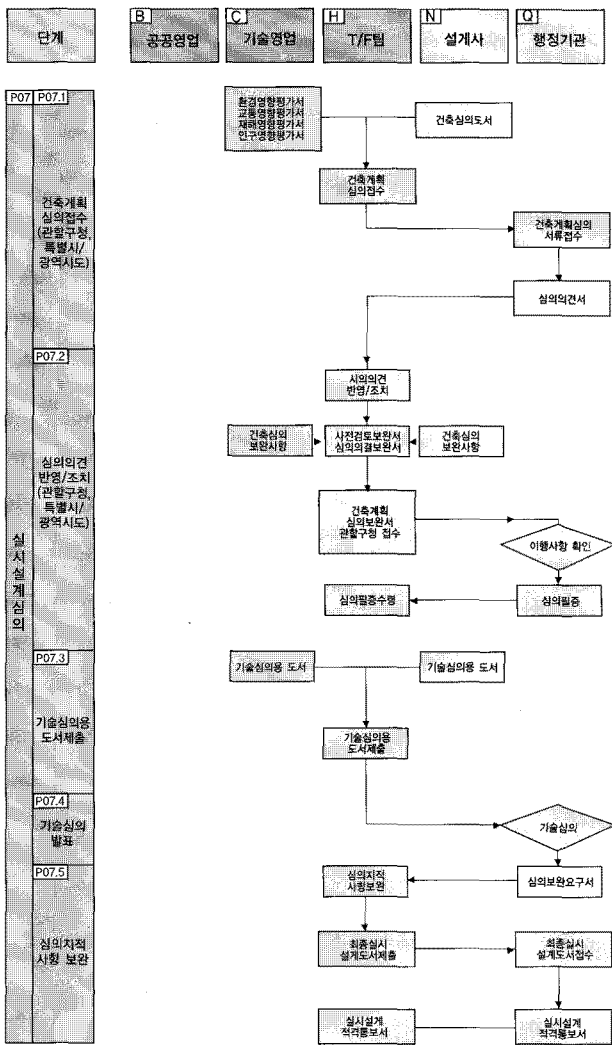 단계
B
공공영업
C
기술영업
H
T/F팀
N
설계사
Q
행정기관
P07
실시설계심의
P07.1
건축계획
심의접수
(관할구청,
특별시/
광역시도)
환경영향평가서
교통영향평가서
재해영향평가서
인구영향평가서
건축심의도서
건축계획
심의접수
건축계획심의
서류접수
심의의견서
P07.2
심의의견
반영/조치
(관할구청,
특별시/
광역시도)
시의의견
반영/조치
건축심의
보완사항
사전검토보완서
심의의결보완서
건축심의
보완사항
건축계획
심의보완서
관할구청 접수
이행사항 확인
심의필증수령
심의필증
P07.3
기술심의용
도서제출
기술심의용 도서
기술심의용 도서
기술심의용
도서제출
P07.4
기술심의
발표
기술심의
P07.5
심의지적
사항 보완
심의지적
사항보완
심의보완요구서
최종실시
설계도서제출
최종실시
설계도서접수
실시설계
적격통보서
실시설계
적격통보서